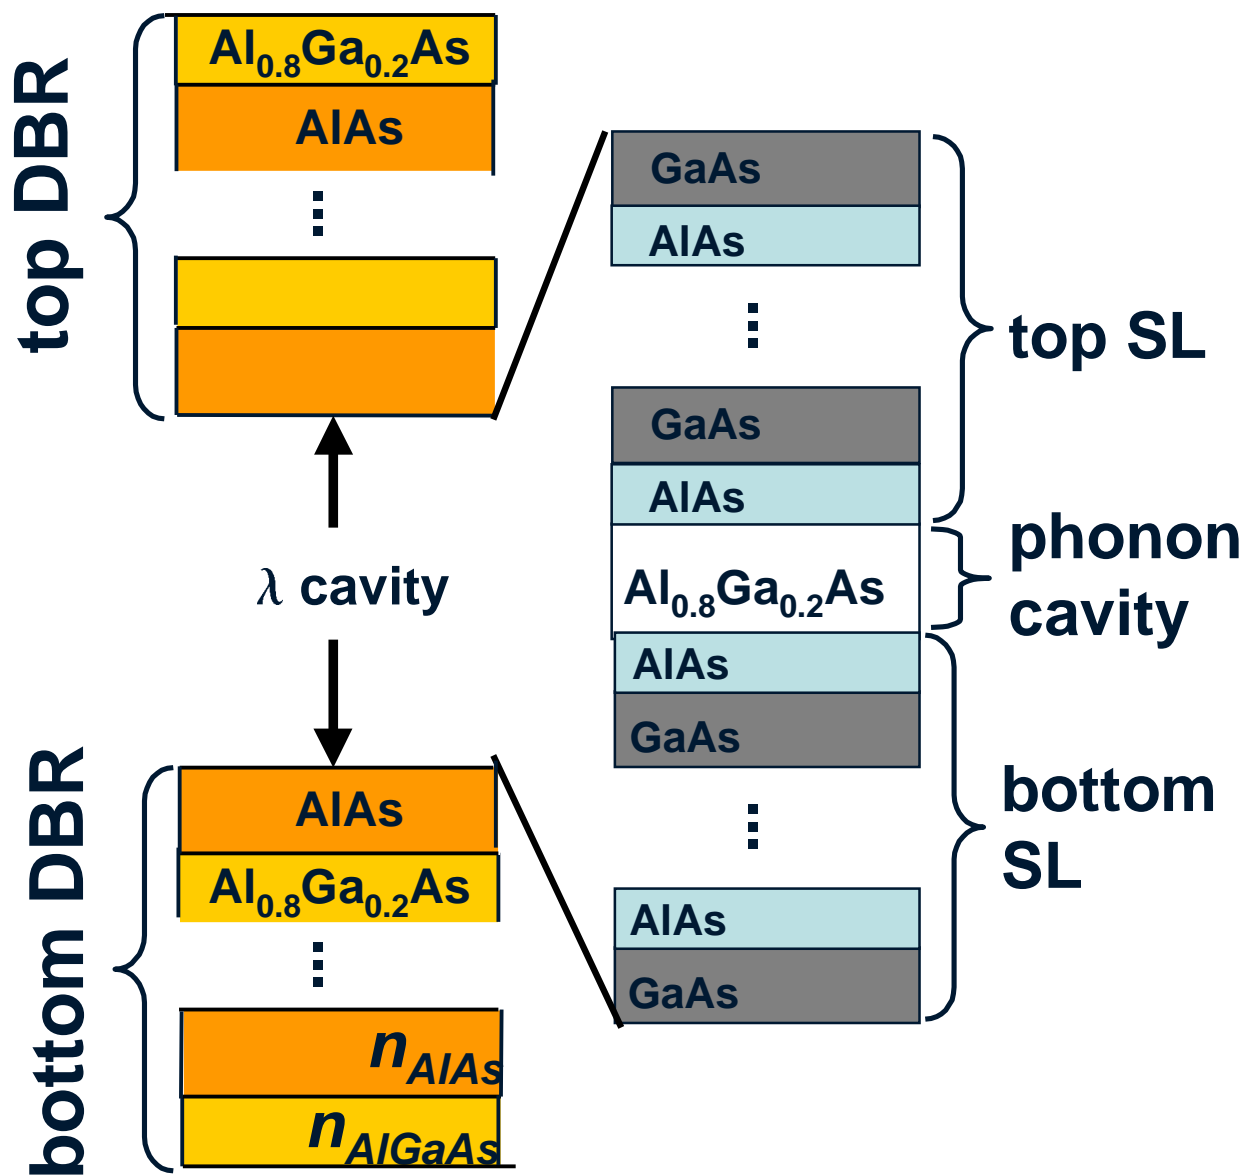 top DBR
Al0.8Ga0.2As
AlAs
λ cavity
bottom DBR
AlAs
Al0.8Ga0.2As
nAlAs
nAlGaAs
GaAs
AlAs
GaAs
AlAs
top SL
Al0.8Ga0.2As
phonon
cavity
AlAs
GaAs
AlAs
GaAs
bottom
SL